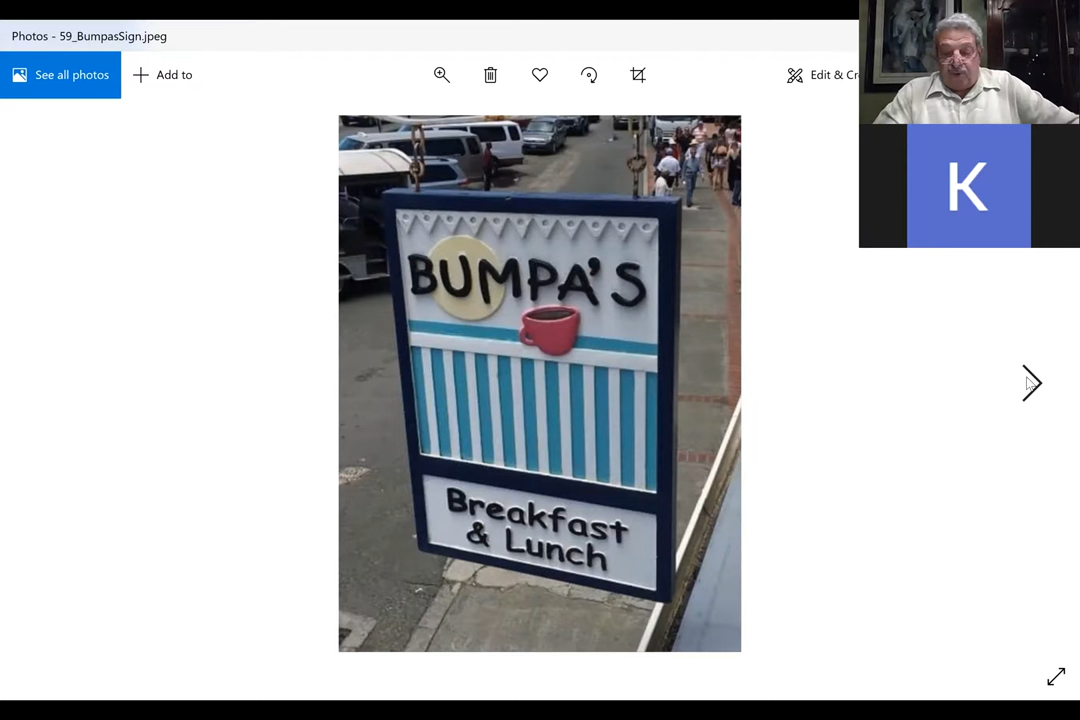 Photos - 59_BumpasSign.jpeg
See all photos
Add to
Edit & Cr
K
BUMPA'S
Breakfast
& Lunch